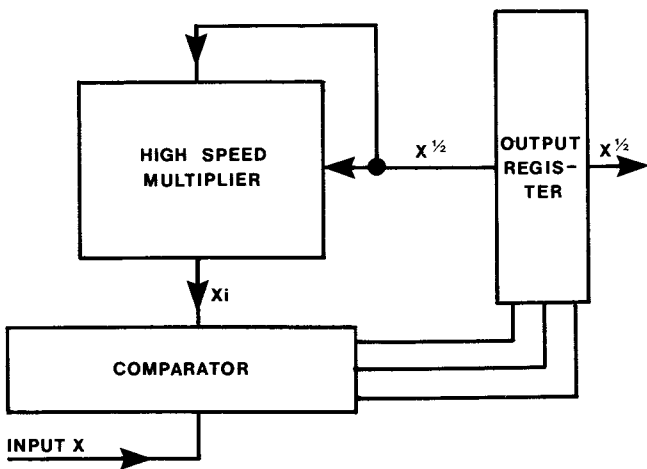 HIGH SPEED
MULTIPLIER
X½
OUTPUT
REGIS-
TER
X½
Xi
COMPARATOR
INPUT X